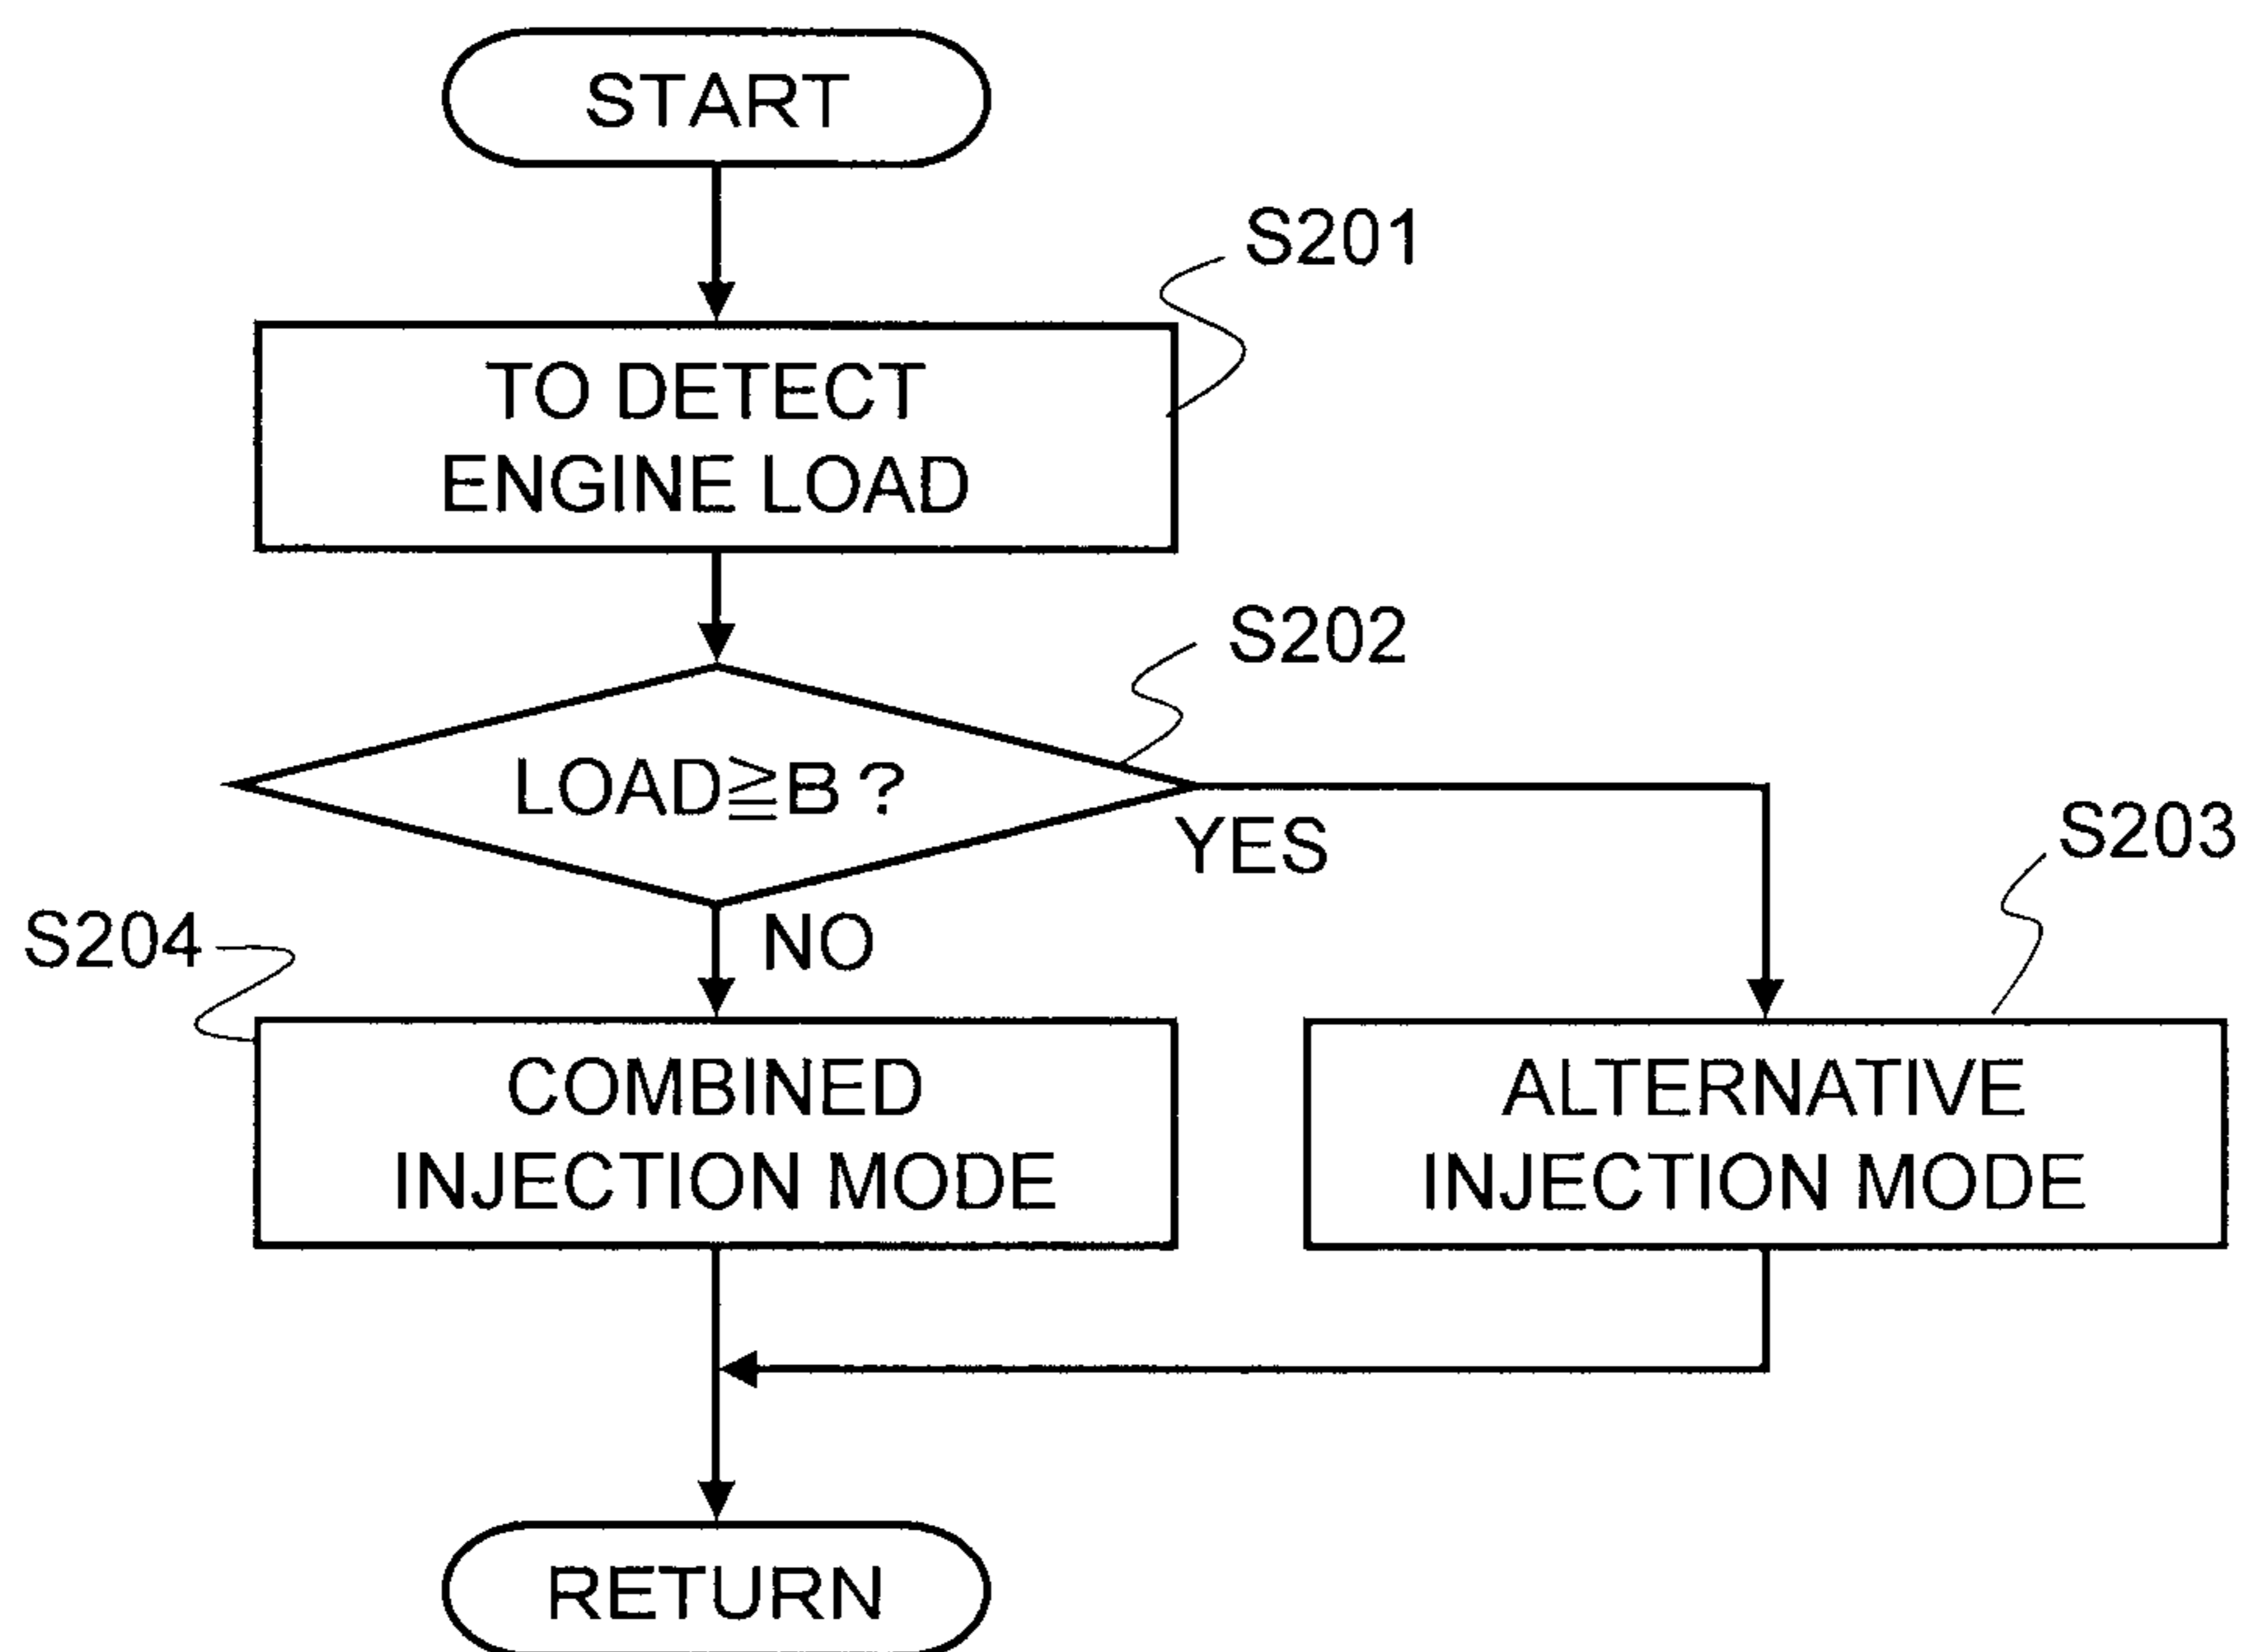 START
S201
TO DETECT
ENGINE LOAD
S202
LOAD≧B?
YES
S203
S204
NO
COMBINED
INJECTION MODE
ALTERNATIVE
INJECTION MODE
RETURN